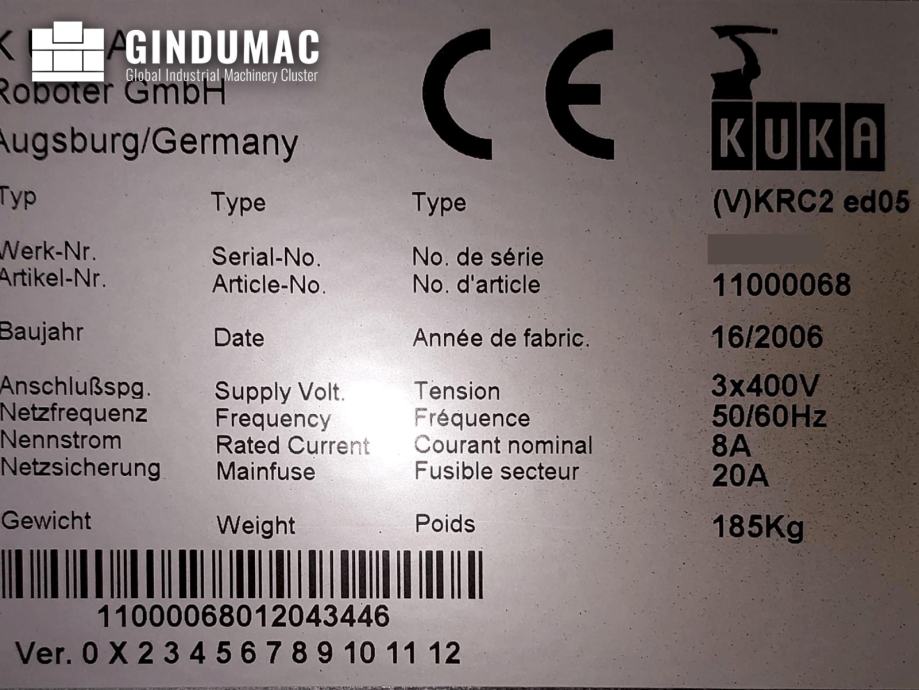 GINDUMAC
Global Industrial Machinery Cluster
Roboter GmbH
Augsburg/Germany
CE
KUKA
Typ Type Type (V)KRC2 ed05
Werk-Nr. Serial-No. No. de série
Artikel-Nr. Article-No. No. d'article 11000068
Baujahr Date Année de fabric. 16/2006
Anschlußspg. Supply Volt. Tension 3x400V
Netzfrequenz Frequency Fréquence 50/60Hz
Nennstrom Rated Current Courant nominal 8A
Netzsicherung Mainfuse Fusible secteur 20A
Gewicht Weight Poids 185Kg
11000068012043446
Ver. 0 X 2 3 4 5 6 7 8 9 10 11 12